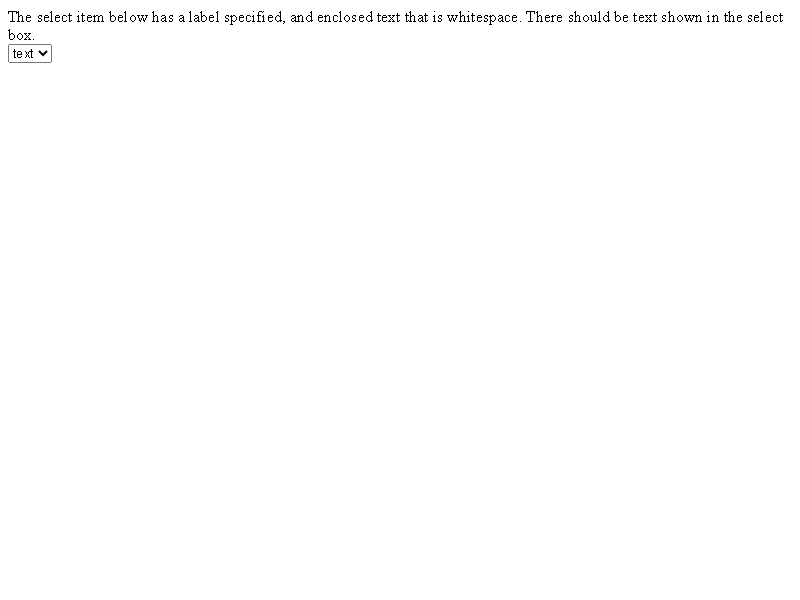 The select item below has a label specified, and enclosed text that is whitespace. There should be text shown in the select
box.
text